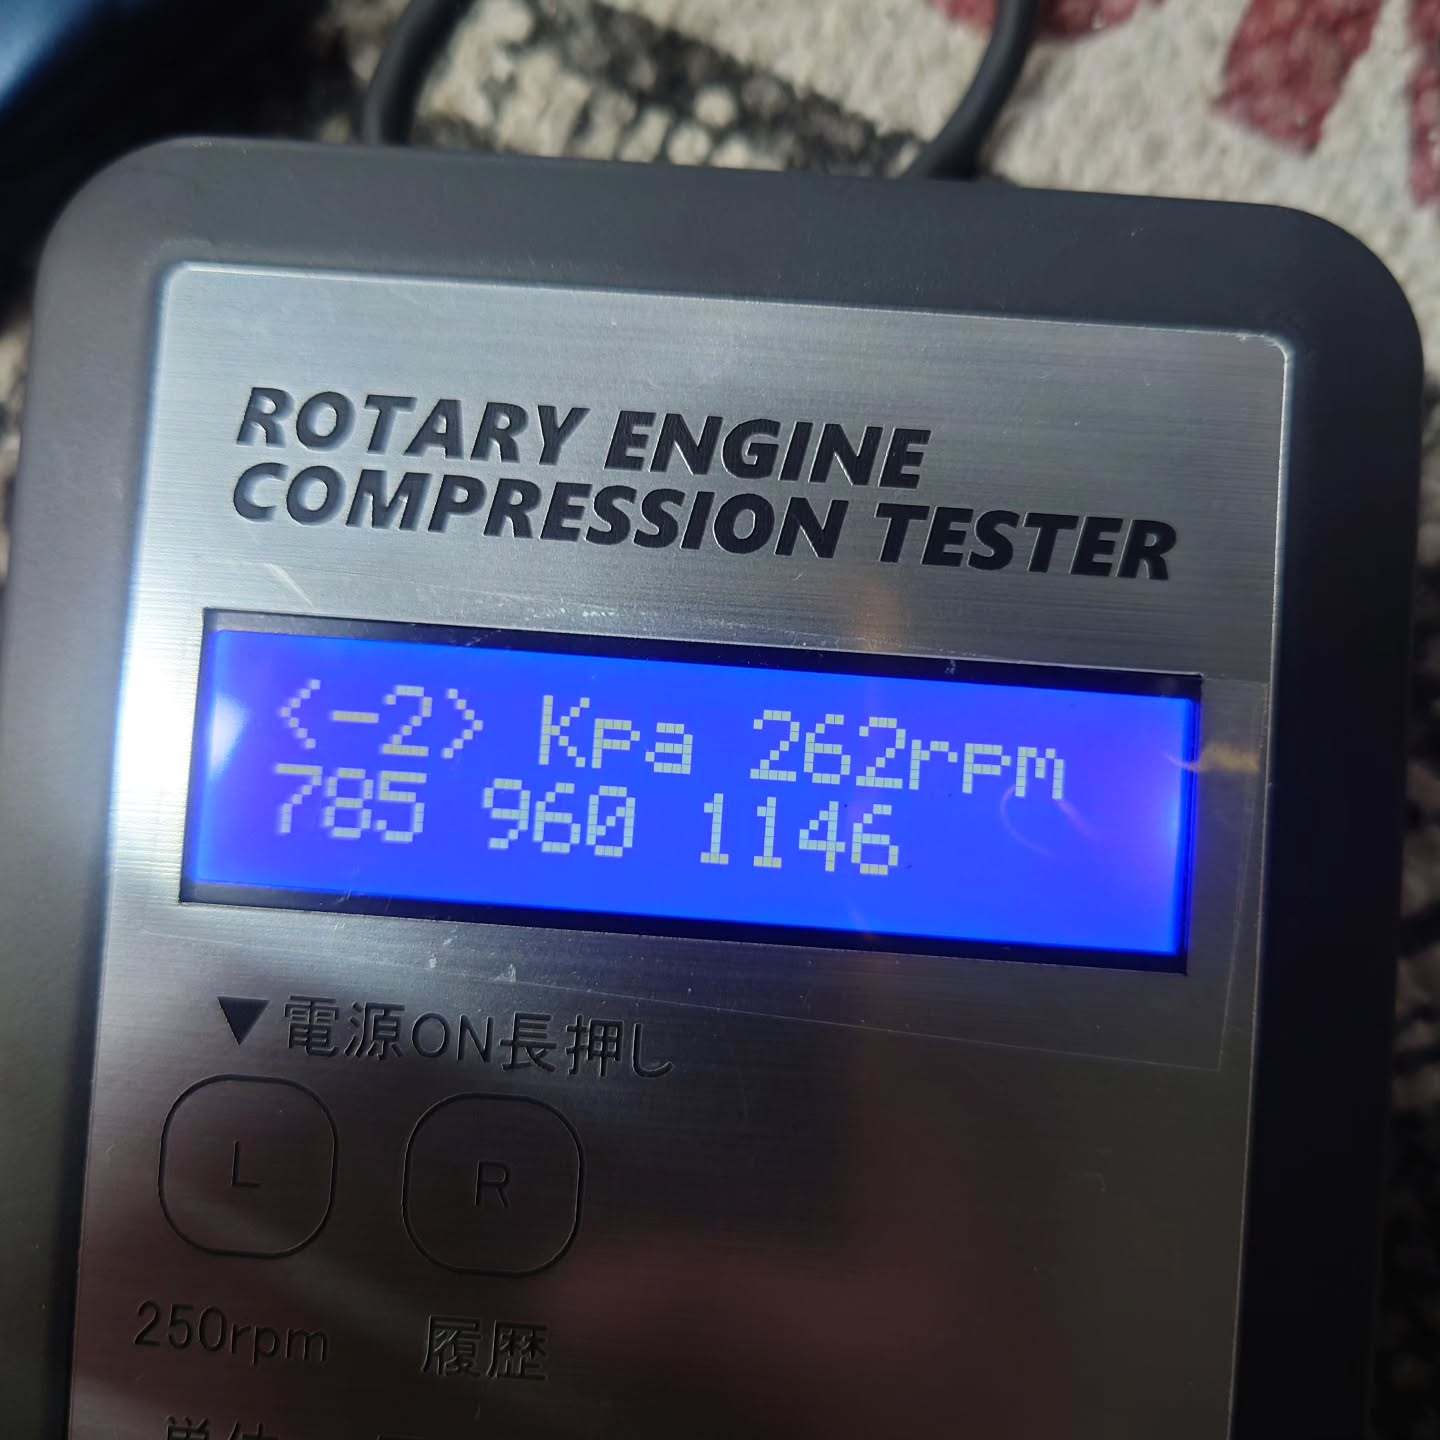 ROTARY ENGINE
COMPRESSION TESTER
<-2> Kpa 262rpm
785 960 1146
▼電源ON長押し
L R
250rpm 履歴